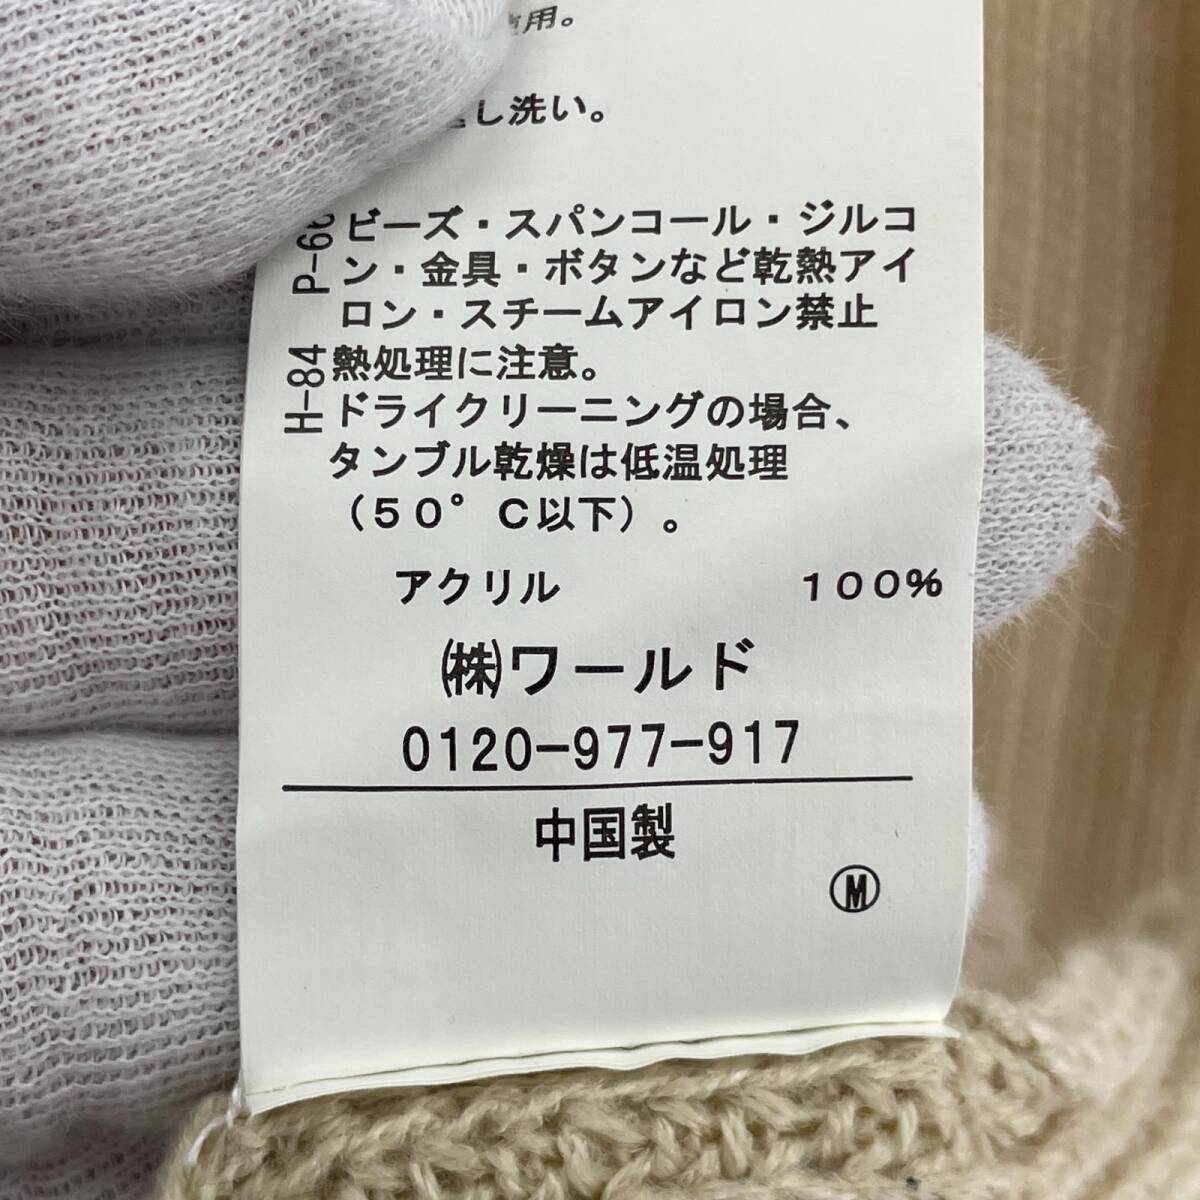 用。
し洗い。
ビーズ・スパンコール・ジルコ
ン・金具・ボタンなど乾熱アイ
ロン・スチームアイロン禁止
H-84
熱処理に注意。
ドライクリーニングの場合、
タンブル乾燥は低温処理
（５０°Ｃ以下）。
アクリル １００％
㈱ワールド
0120-977-917
中国製
Ⓜ